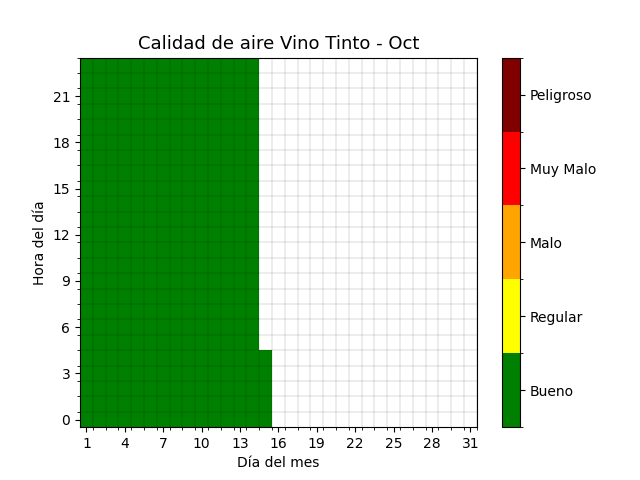 Calidad de aire Vino Tinto - Oct
Hora del día
21
18
15
12
9
6
3
0
1 4 7 10 13 16 19 22 25 28 31
Día del mes
Peligroso
Muy Malo
Malo
Regular
Bueno